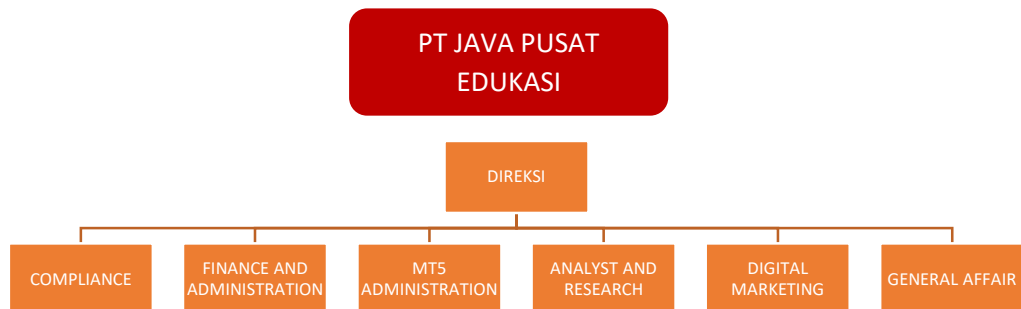 PT JAVA PUSAT
EDUKASI
DIREKSI
COMPLIANCE
FINANCE AND
ADMINISTRATION
MT5
ADMINISTRATION
ANALYST AND
RESEARCH
DIGITAL
MARKETING
GENERAL AFFAIR